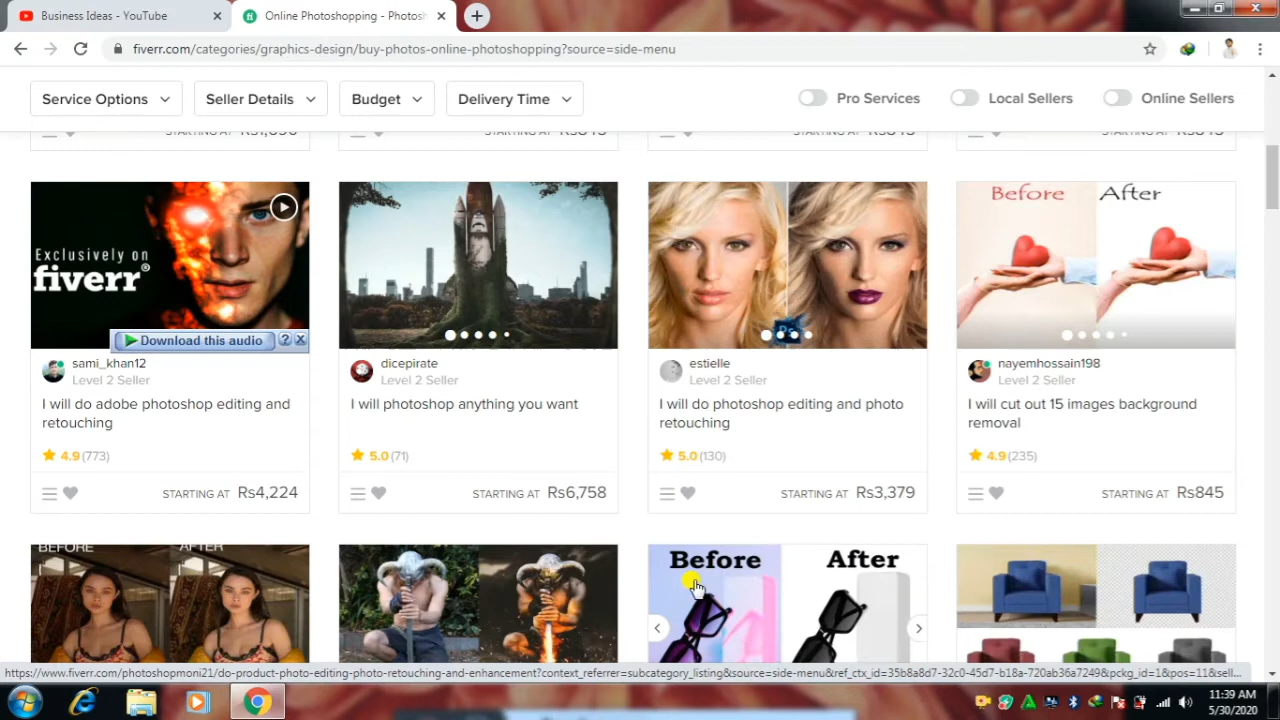 Business Ideas - YouTube
Online Photoshopping - Photosh
fiverr.com/categories/graphics-design/buy-photos-online-photoshopping?source=side-menu
Service Options
Seller Details
Budget
Delivery Time
Pro Services
Local Sellers
Online Sellers
Exclusively on
fiverr®
Download this audio
?
Before After
Ps
sami_khan12
Level 2 Seller
I will do adobe photoshop editing and
retouching
4.9 (773)
STARTING AT Rs4,224
dicepirate
Level 2 Seller
I will photoshop anything you want
5.0 (71)
STARTING AT Rs6,758
estielle
Level 2 Seller
I will do photoshop editing and photo
retouching
5.0 (130)
STARTING AT Rs3,379
nayemhossain198
Level 2 Seller
I will cut out 15 images background
removal
4.9 (235)
STARTING AT Rs845
BEFORE AFTER
Before After
https://www.fiverr.com/photoshopmoni21/do-product-photo-editing-photo-retouching-and-enhancement?context_referrer=subcategory_listing&source=side-menu&ref_ctx_id=35b8a8d7-32c0-45d7-b18a-720ab36a7249&pckg_id=1&pos=11&sell...
11:39 AM
5/30/2020